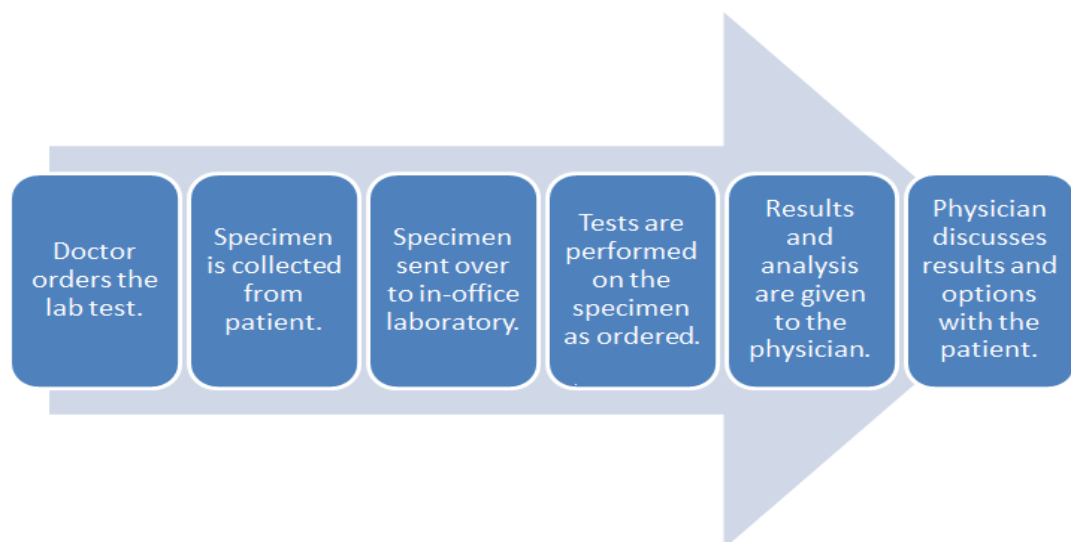 Doctor
orders the
lab test.
Specimen
is collected
from
patient.
Specimen
sent over
to in-office
laboratory.
Tests are
performed
on the
specimen
as ordered.
Results
and
analysis
are given
to the
physician.
Physician
discusses
results and
options
with the
patient.